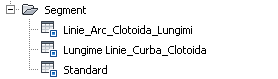 Segment
Linie_Arc_Clotoida_Lungimi
Lungime Linie_Curba_Clotoida
Standard